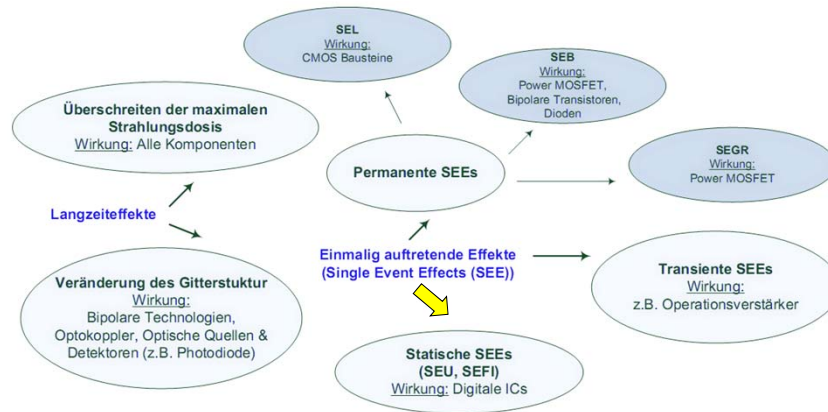 SEL
Wirkung:
CMOS Bausteine
SEB
Wirkung:
Power MOSFET,
Bipolare Transistoren,
Dioden
Überschreiten der maximalen
Strahlungsdosis
Wirkung: Alle Komponenten
Permanente SEEs
SEGR
Wirkung:
Power MOSFET
Langzeiteffekte
Einmalig auftretende Effekte
(Single Event Effects (SEE))
Veränderung des Gitterstuktur
Wirkung:
Bipolare Technologien,
Optokoppler, Optische Quellen &
Detektoren (z.B. Photodiode)
Transiente SEEs
Wirkung:
z.B. Operationsverstärker
Statische SEEs
(SEU, SEFI)
Wirkung: Digitale ICs